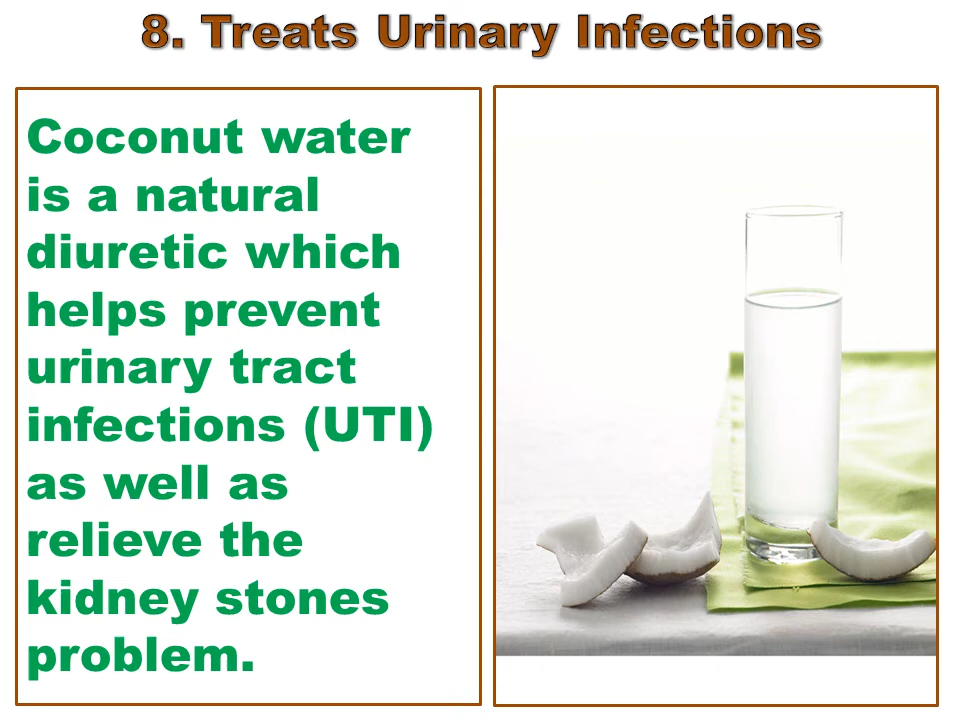 8. Treats Urinary Infections
Coconut water
is a natural
diuretic which
helps prevent
urinary tract
infections (UTI)
as well as
relieve the
kidney stones
problem.